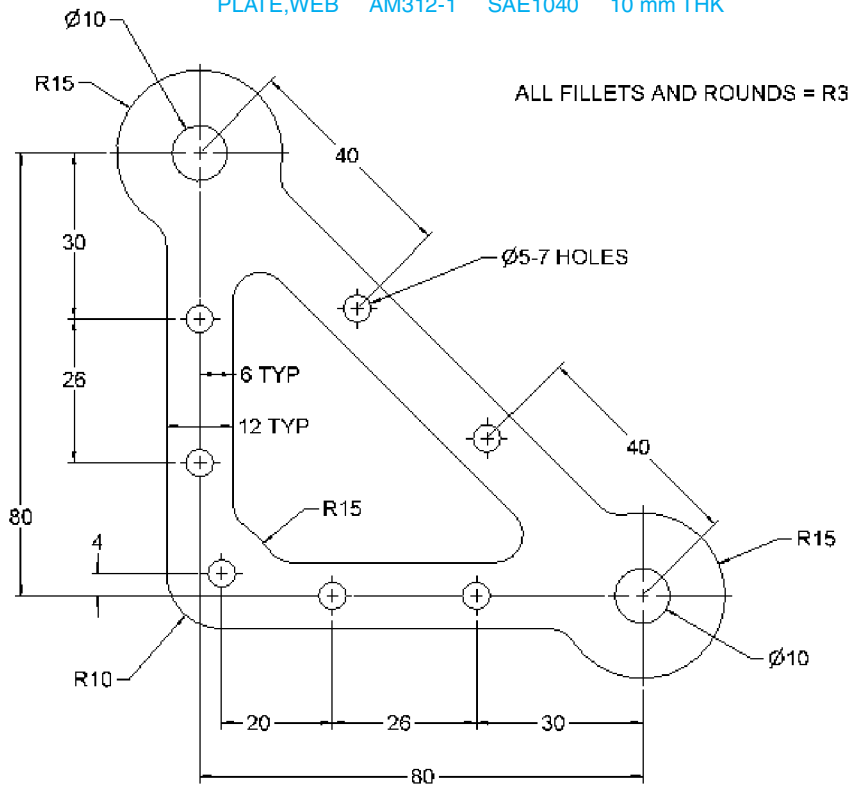 PLATE,WEB AM312-1 SAE1040 10 mm THK
Ø10
R15
ALL FILLETS AND ROUNDS = R3
40
30
Ø5-7 HOLES
26
6 TYP
12 TYP
40
80
R15
4
R15
R10
Ø10
20
26
30
80